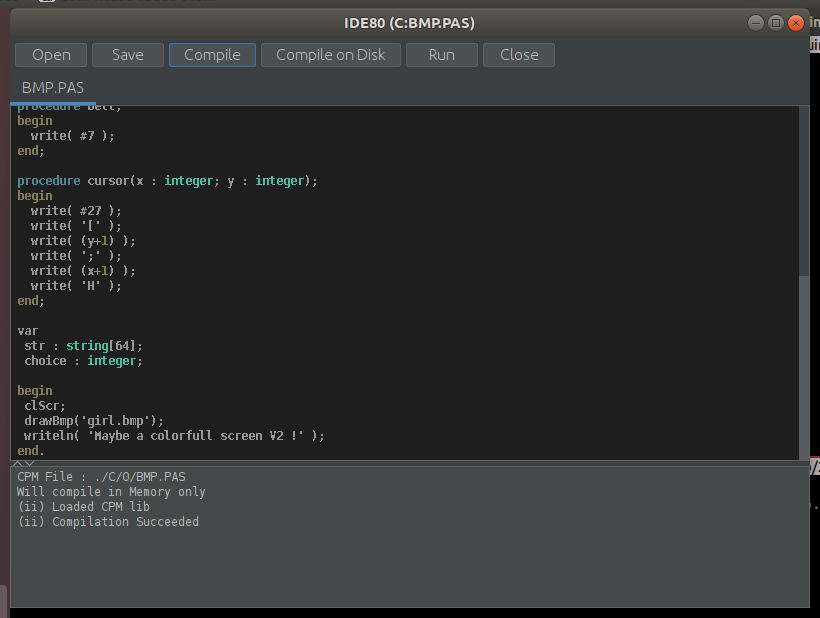 IDE80 (C:BMP.PAS)
Open Save Compile Compile on Disk Run Close
BMP.PAS
procedure bell;
begin
  write( #7 );
end;

procedure cursor(x : integer; y : integer);
begin
  write( #27 );
  write( '[' );
  write( (y+1) );
  write( ';' );
  write( (x+1) );
  write( 'H' );
end;

var
 str : string[64];
 choice : integer;

begin
 clScr;
 drawBmp('girl.bmp');
 writeln( 'Maybe a colorfull screen V2 !' );
end.
CPM File : ./C/0/BMP.PAS
Will compile in Memory only
(ii) Loaded CPM lib
(ii) Compilation Succeeded